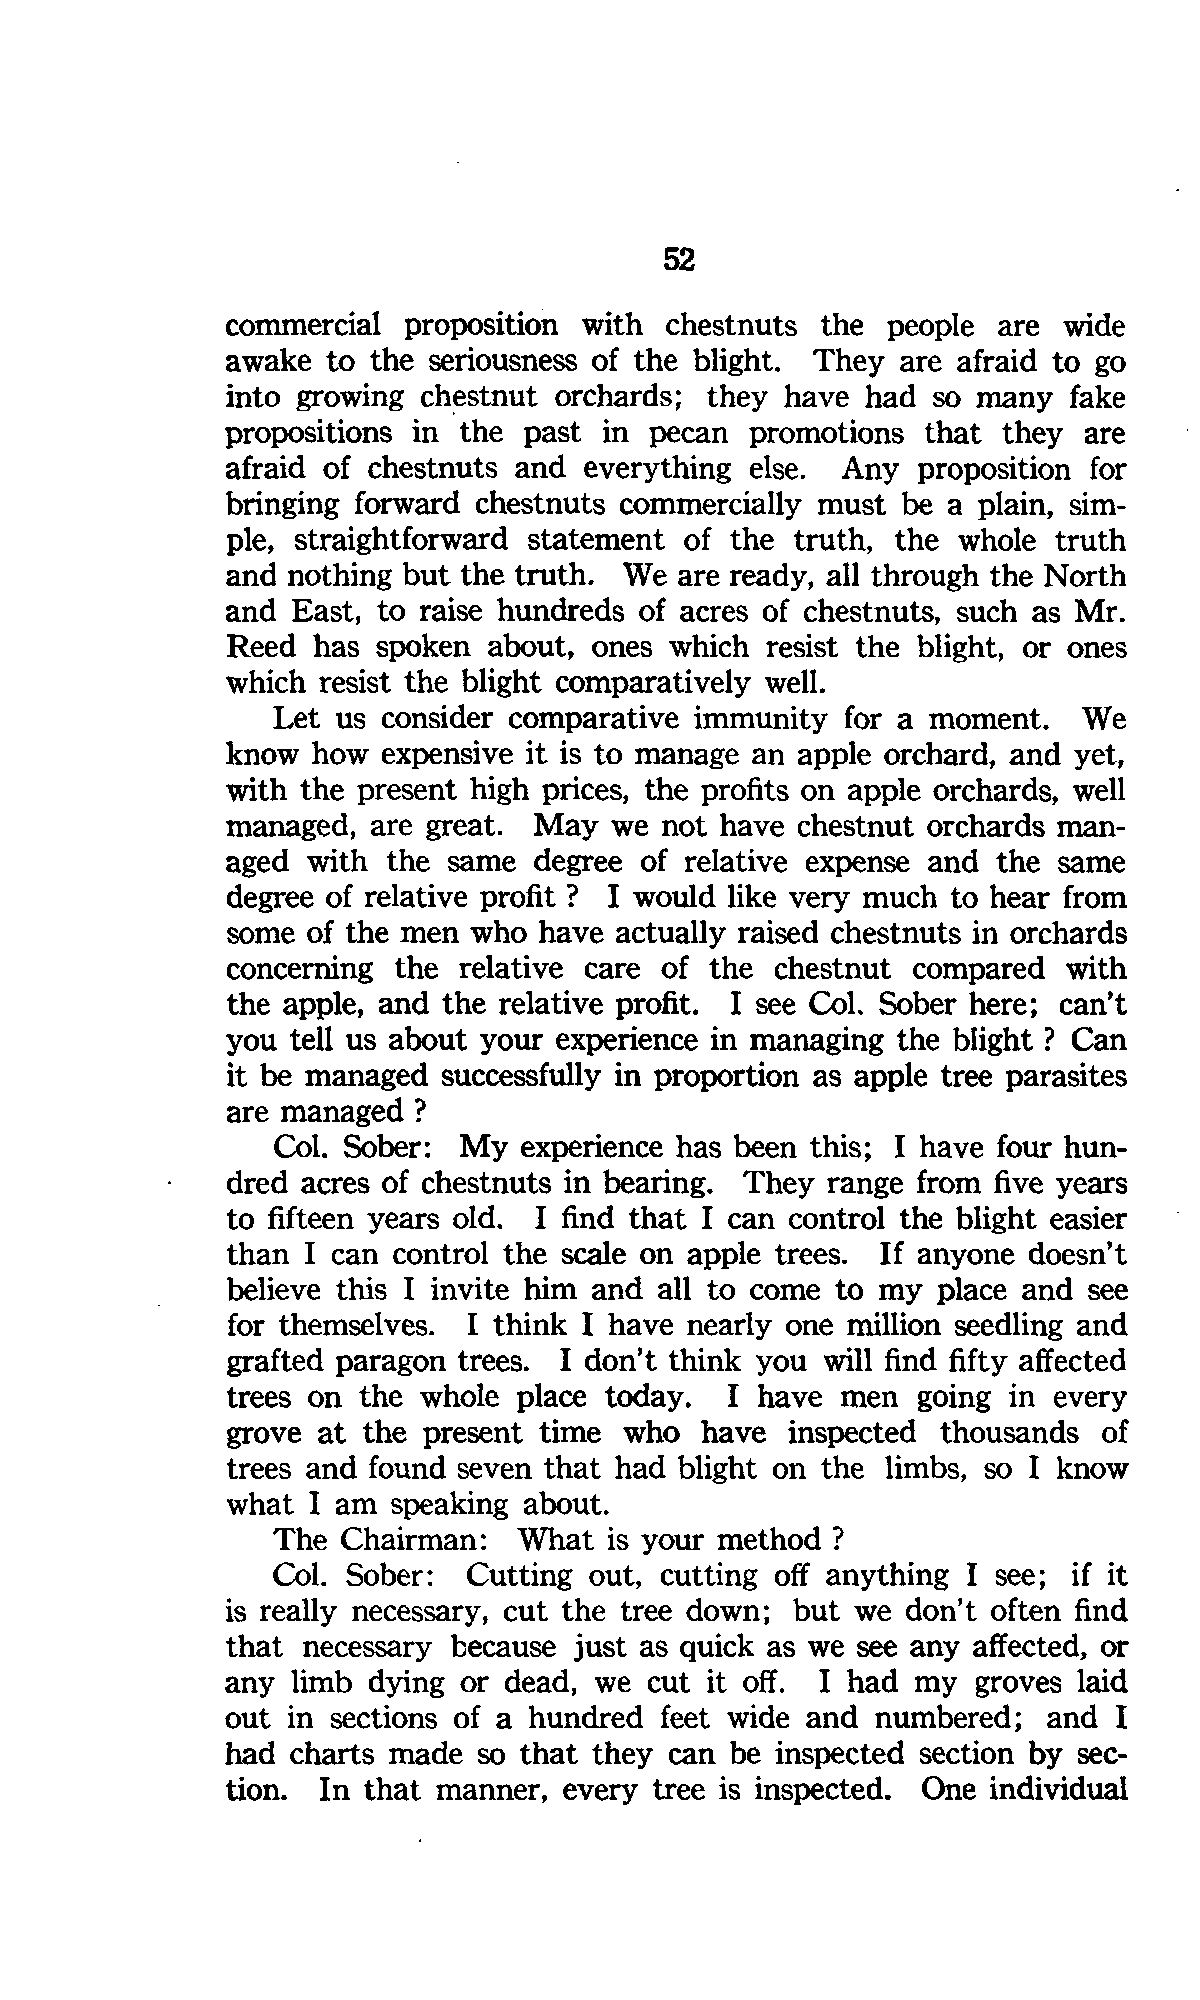 52
commercial proposition with chestnuts the people are wide
awake to the seriousness of the blight. They are afraid to go
into growing chestnut orchards; they have had so many fake
propositions in the past in pecan promotions that they are
afraid of chestnuts and everything else. Any proposition for
bringing forward chestnuts commercially must be a plain, sim-
ple, straightforward statement of the truth, the whole truth
and nothing but the truth. We are ready, all through the North
and East, to raise hundreds of acres of chestnuts, such as Mr.
Reed has spoken about, ones which resist the blight, or ones
which resist the blight comparatively well.
Let us consider comparative immunity for a moment. We
know how expensive it is to manage an apple orchard, and yet,
with the present high prices, the profits on apple orchards, well
managed, are great. May we not have chestnut orchards man-
aged with the same degree of relative expense and the same
degree of relative profit ? I would like very much to hear from
some of the men who have actually raised chestnuts in orchards
concerning the relative care of the chestnut compared with
the apple, and the relative profit. I see Col. Sober here; can't
you tell us about your experience in managing the blight ? Can
it be managed successfully in proportion as apple tree parasites
are managed ?
Col. Sober: My experience has been this; I have four hun-
dred acres of chestnuts in bearing. They range from five years
to fifteen years old. I find that I can control the blight easier
than I can control the scale on apple trees. If anyone doesn't
believe this I invite him and all to come to my place and see
for themselves. I think I have nearly one million seedling and
grafted paragon trees. I don't think you will find fifty affected
trees on the whole place today. I have men going in every
grove at the present time who have inspected thousands of
trees and found seven that had blight on the limbs, so I know
what I am speaking about.
The Chairman: What is your method ?
Col. Sober: Cutting out, cutting off anything I see; if it
is really necessary, cut the tree down; but we don't often find
that necessary because just as quick as we see any affected, or
any limb dying or dead, we cut it off. I had my groves laid
out in sections of a hundred feet wide and numbered; and I
had charts made so that they can be inspected section by sec-
tion. In that manner, every tree is inspected. One individual